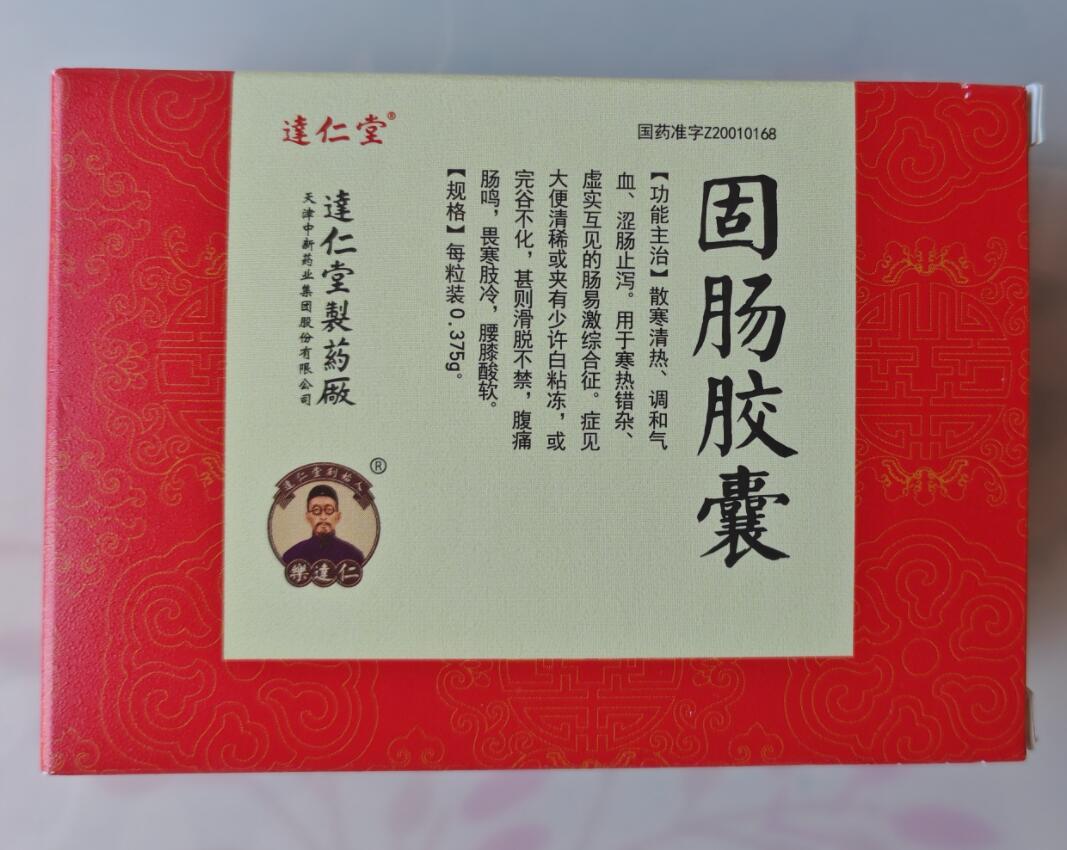 達仁堂®
国药准字Z20010168
固肠胶囊
【功能主治】散寒清热、调和气
血、涩肠止泻。用于寒热错杂、
虚实互见的肠易激综合征。症见
大便清稀或夹有少许白粘冻，或
完谷不化，甚则滑脱不禁，腹痛
肠鸣，畏寒肢冷，腰膝酸软。
【规格】每粒装0.375g。
達仁堂製药厰
天津中新药业集团股份有限公司
達仁堂创始人
®
樂達仁